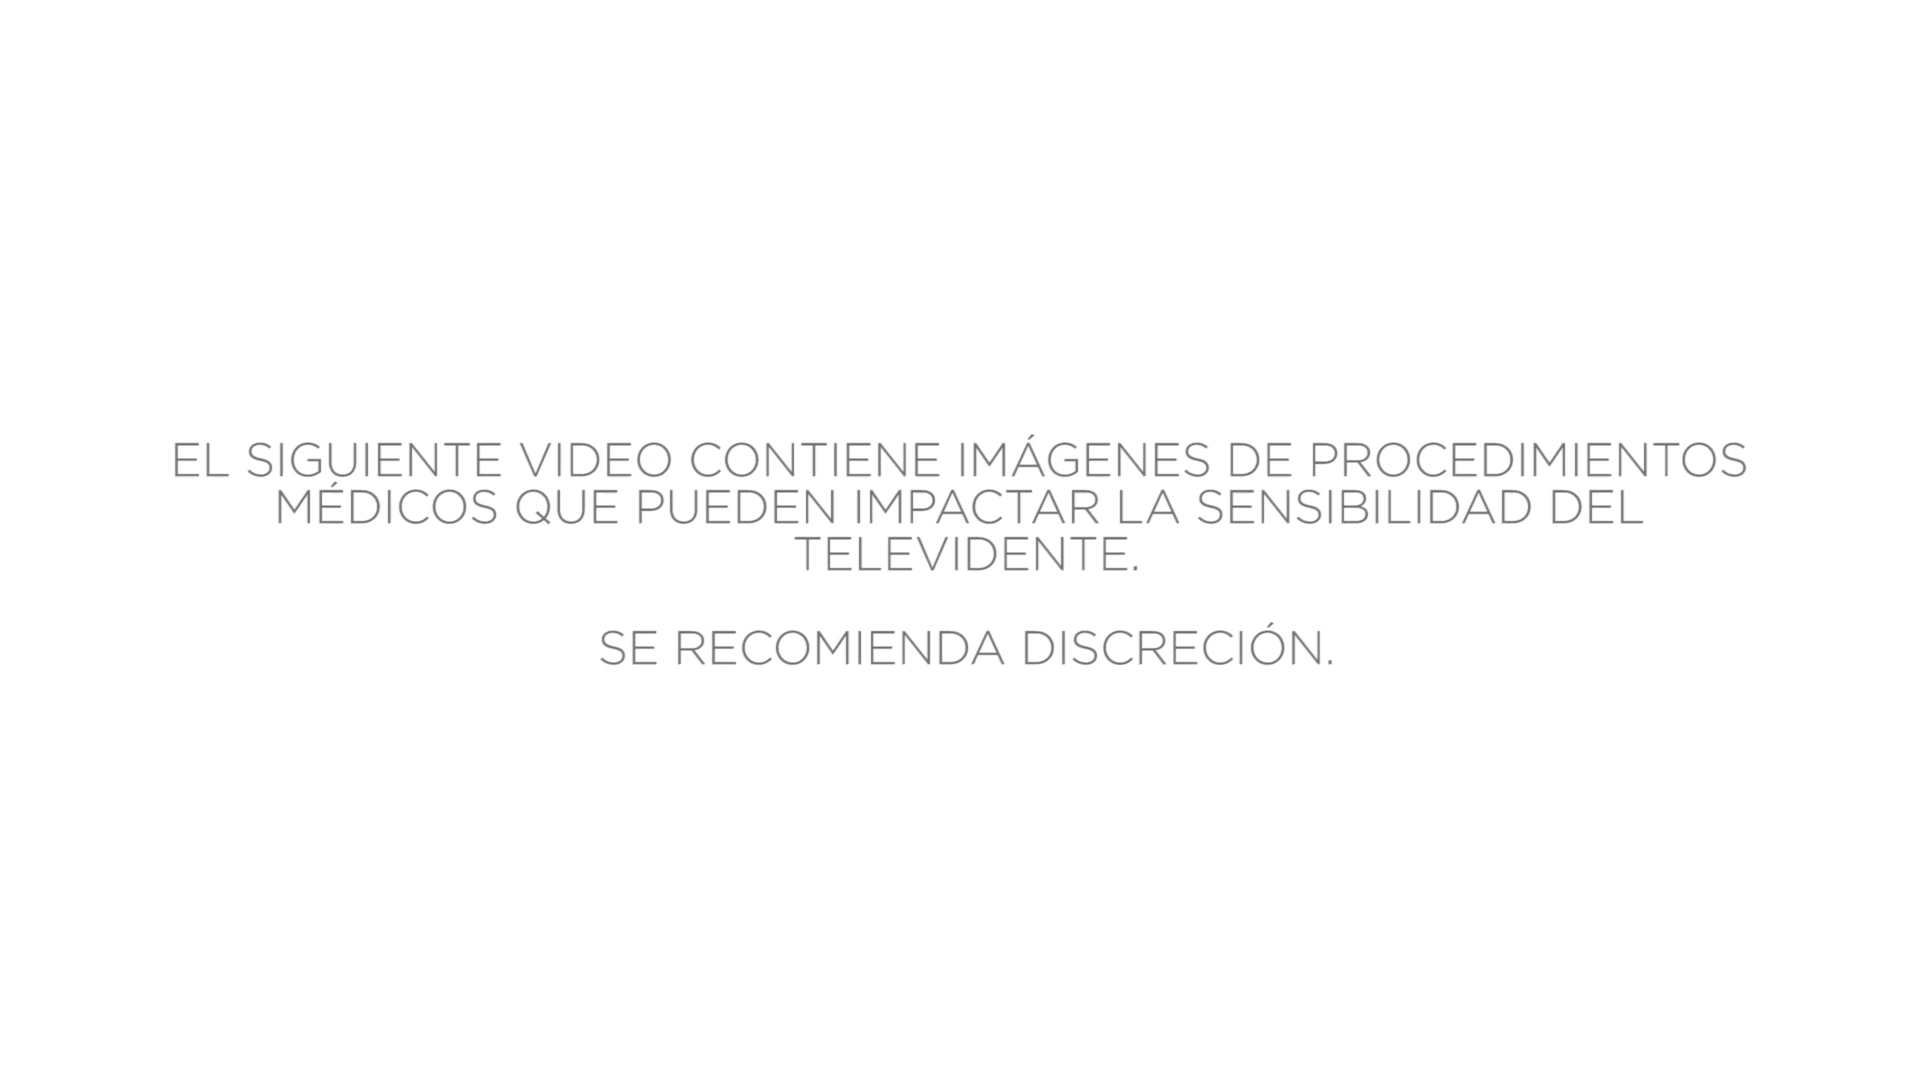 EL SIGUIENTE VIDEO CONTIENE IMÁGENES DE PROCEDIMIENTOS
MÉDICOS QUE PUEDEN IMPACTAR LA SENSIBILIDAD DEL
TELEVIDENTE.
SE RECOMIENDA DISCRECIÓN.